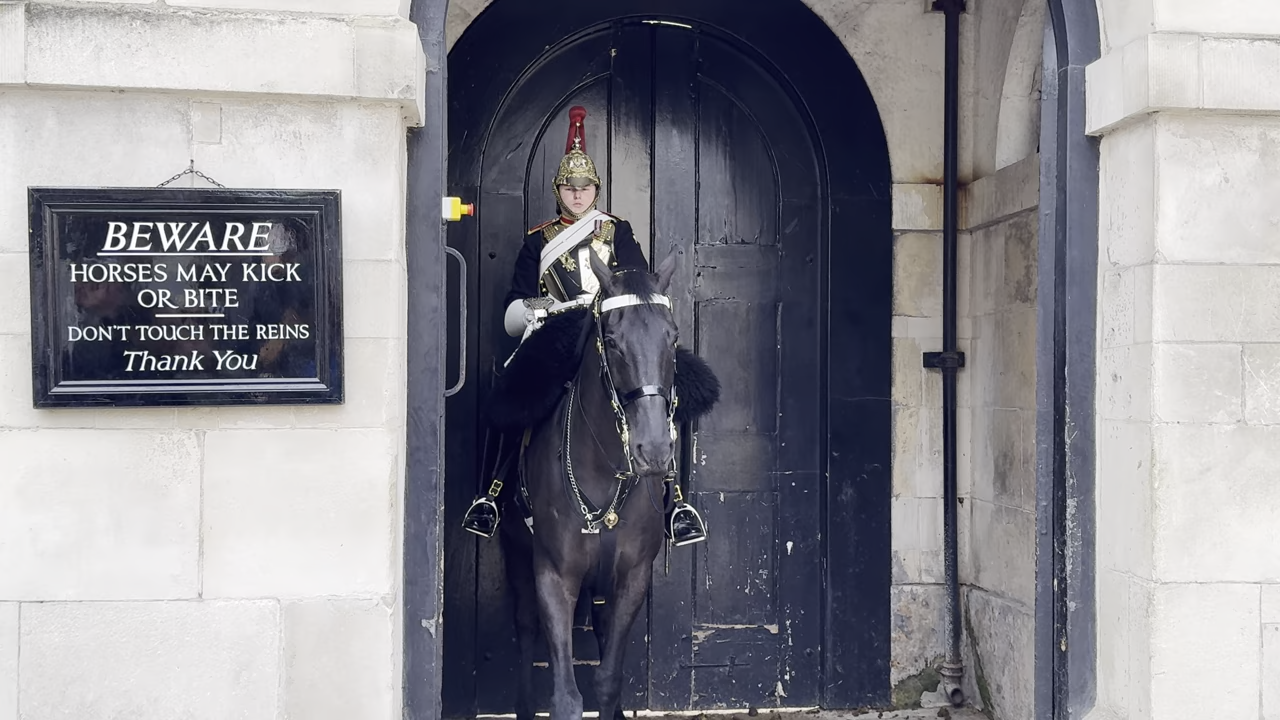 BEWARE
HORSES MAY KICK
OR BITE
DON'T TOUCH THE REINS
Thank You